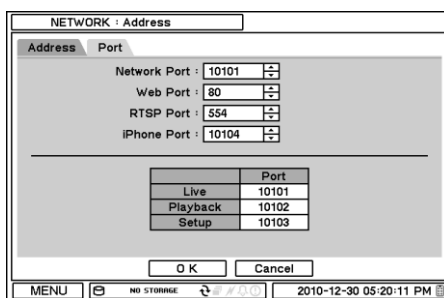 NETWORK : Address
Address Port
Network Port : 10101
Web Port : 80
RTSP Port : 554
iPhone Port : 10104
Port
Live 10101
Playback 10102
Setup 10103
OK Cancel
MENU NO STORAGE 2010-12-30 05:20:11 PM